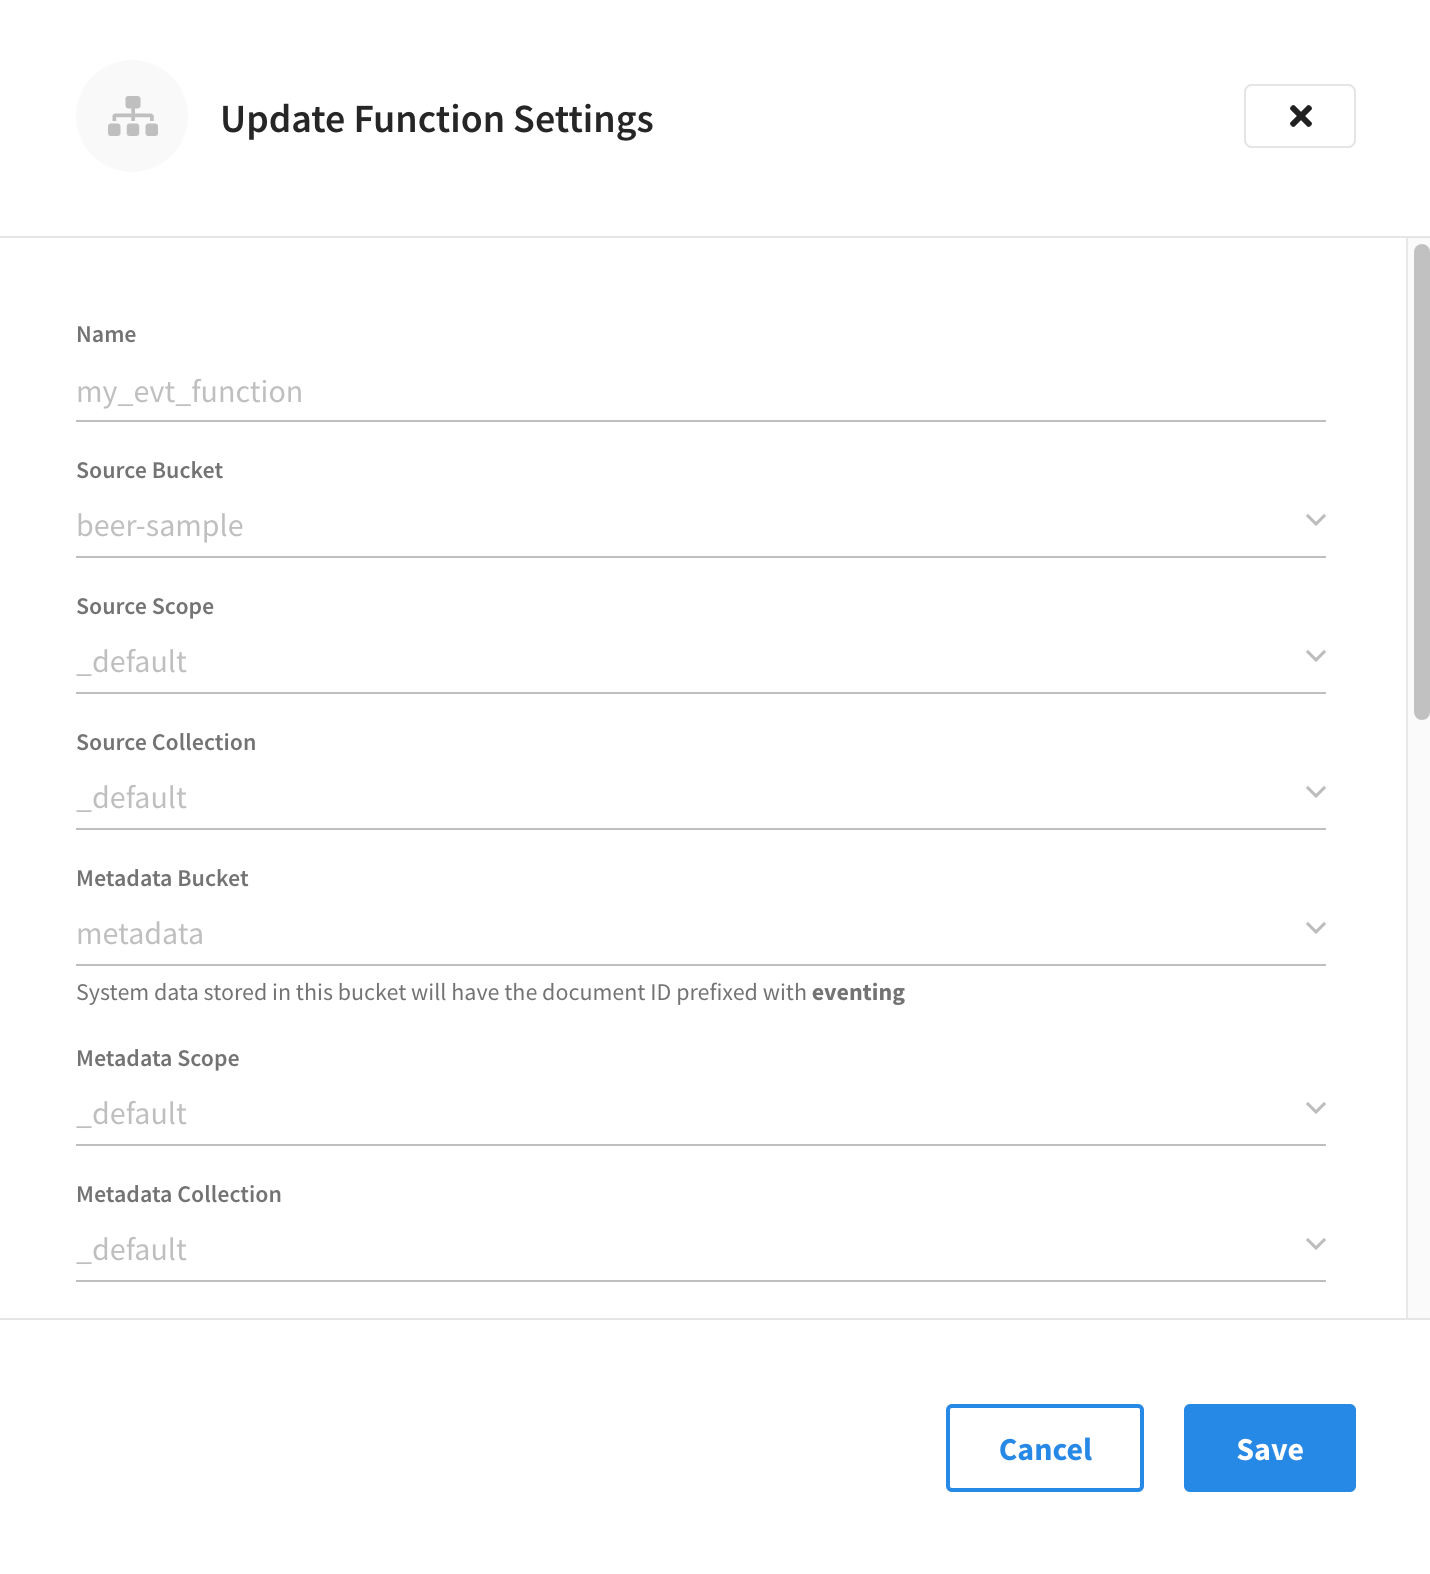 Update Function Settings
Name
my_evt_function
Source Bucket
beer-sample
Source Scope
_default
Source Collection
_default
Metadata Bucket
metadata
System data stored in this bucket will have the document ID prefixed with eventing
Metadata Scope
_default
Metadata Collection
_default
Cancel
Save